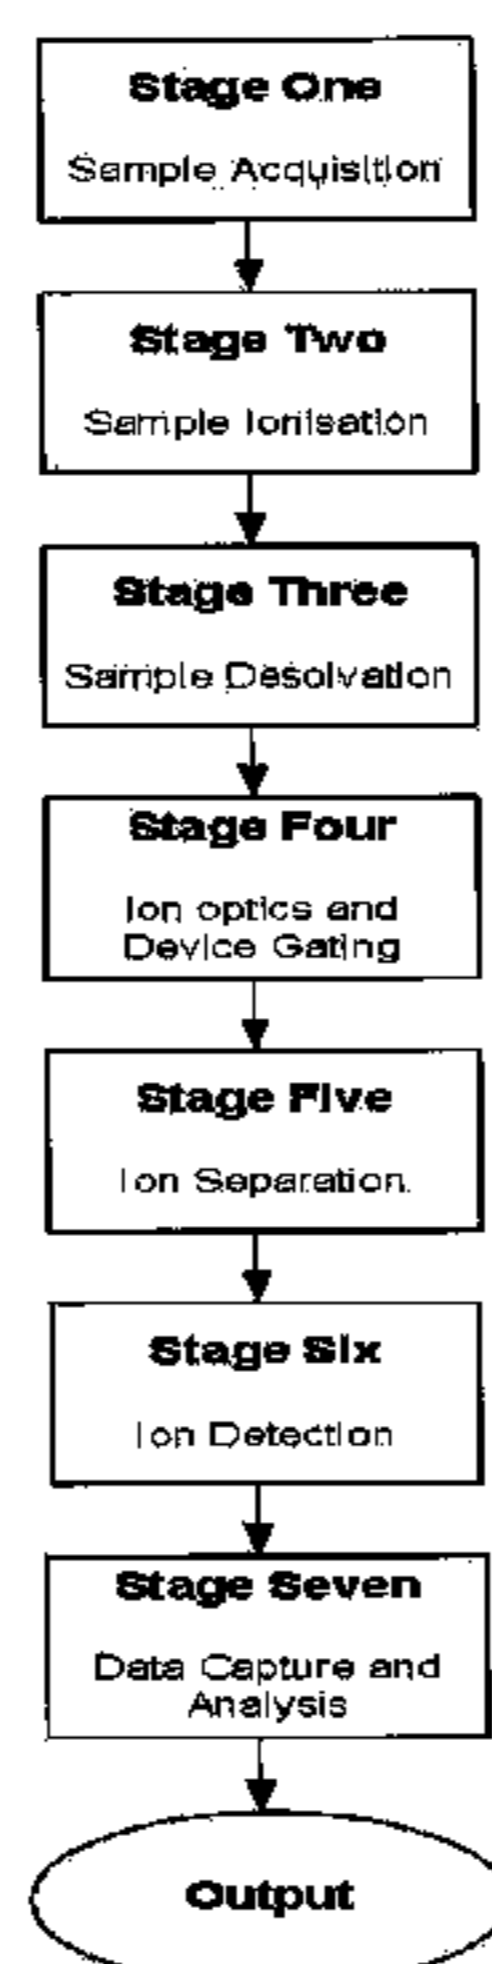 Stage One
Sample Acquisition
Stage Two
Sample Ionisation
Stage Three
Sample Desolvation
Stage Four
Ion optics and
Device Gating
Stage Five
Ion Separation
Stage Six
Ion Detection
Stage Seven
Data Capture and
Analysis
Output